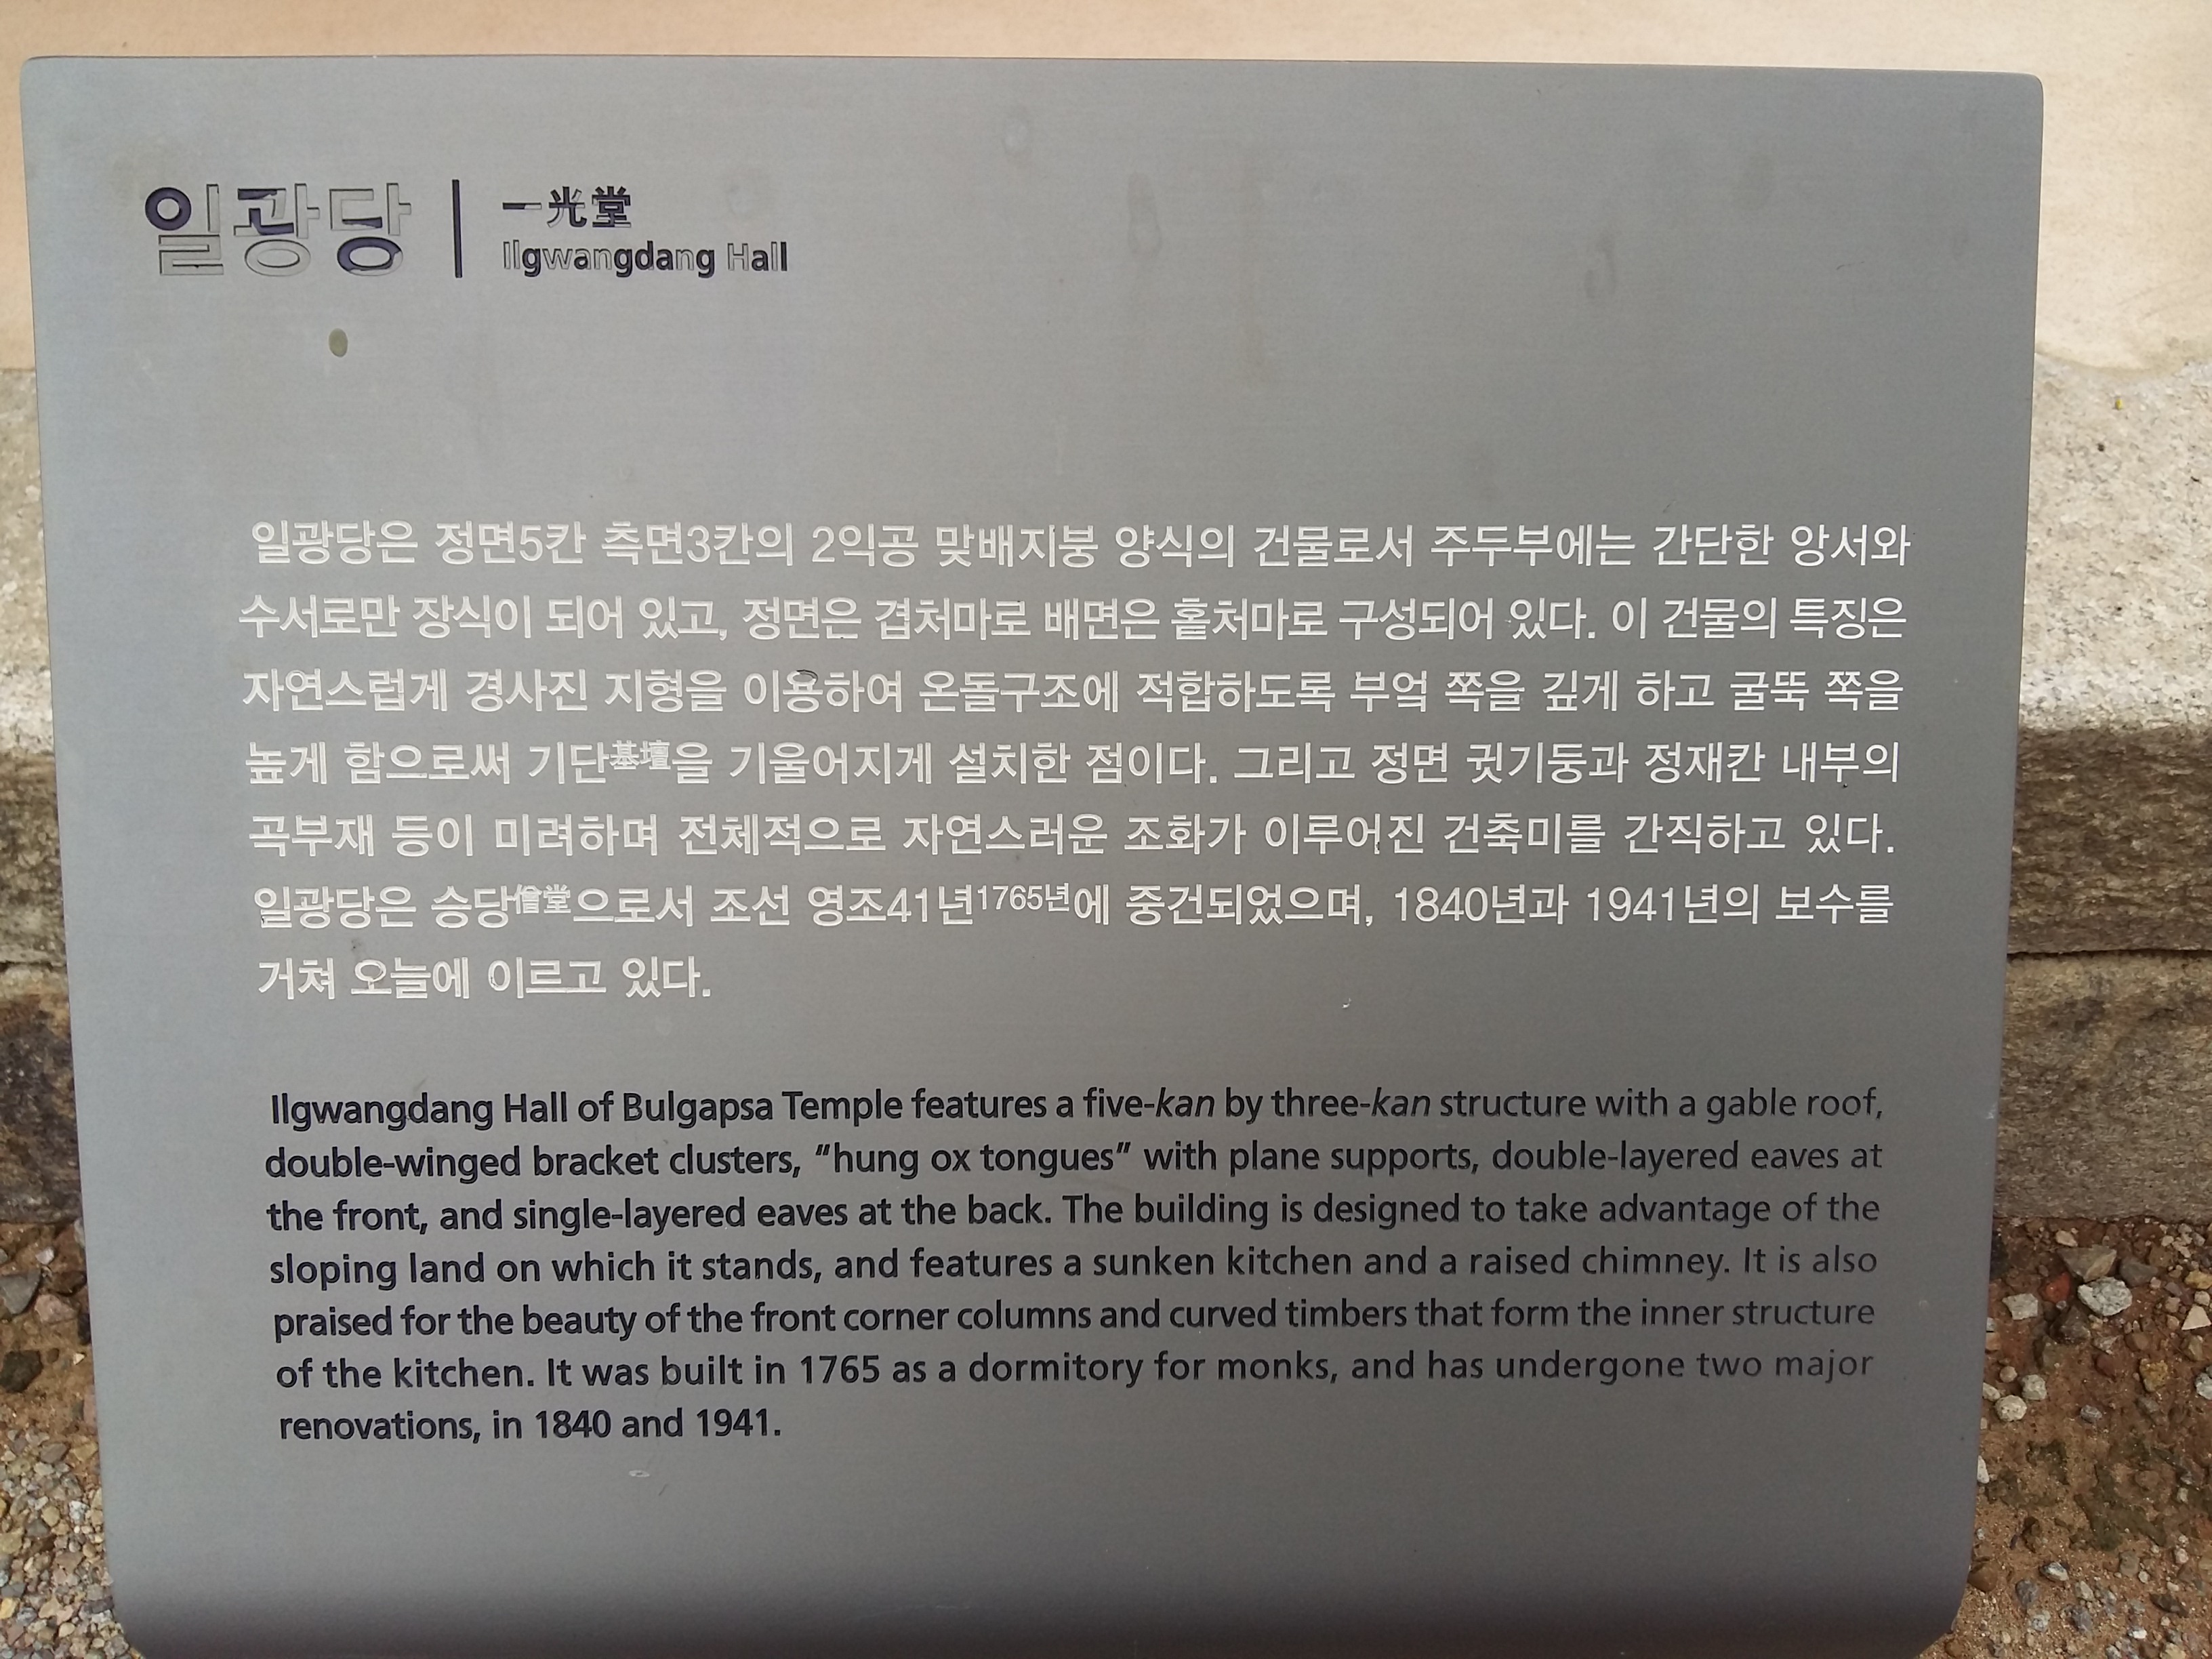 일광당
一光堂
Ilgwangdang Hall
일광당은 정면5칸 측면3칸의 2익공 맞배지붕 양식의 건물로서 주두부에는 간단한 앙서와
수서로만 장식이 되어 있고, 정면은 겹처마로 배면은 홑처마로 구성되어 있다. 이 건물의 특징은
자연스럽게 경사진 지형을 이용하여 온돌구조에 적합하도록 부엌 쪽을 깊게 하고 굴뚝 쪽을
높게 함으로써 기단基壇을 기울어지게 설치한 점이다. 그리고 정면 귓기둥과 정재칸 내부의
곡부재 등이 미려하며 전체적으로 자연스러운 조화가 이루어진 건축미를 간직하고 있다.
일광당은 승당僧堂으로서 조선 영조41년1765년에 중건되었으며, 1840년과 1941년의 보수를
거쳐 오늘에 이르고 있다.
Ilgwangdang Hall of Bulgapsa Temple features a five-kan by three-kan structure with a gable roof,
double-winged bracket clusters, "hung ox tongues" with plane supports, double-layered eaves at
the front, and single-layered eaves at the back. The building is designed to take advantage of the
sloping land on which it stands, and features a sunken kitchen and a raised chimney. It is also
praised for the beauty of the front corner columns and curved timbers that form the inner structure
of the kitchen. It was built in 1765 as a dormitory for monks, and has undergone two major
renovations, in 1840 and 1941.